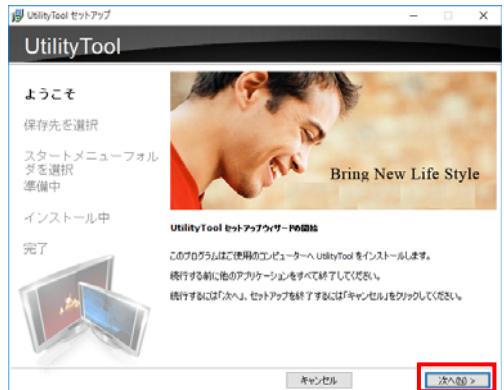 UtilityTool セットアップ
UtilityTool
ようこそ
保存先を選択
スタートメニューフォル
ダを選択
準備中
インストール中
完了
Bring New Life Style
UtilityTool セットアップウィザードの開始
このプログラムはご使用のコンピューターへ UtilityTool をインストールします。
続行する前に他のアプリケーションをすべて終了してください。
続行するには「次へ」、セットアップを終了するには「キャンセル」をクリックしてください。
キャンセル
次へ(N) >